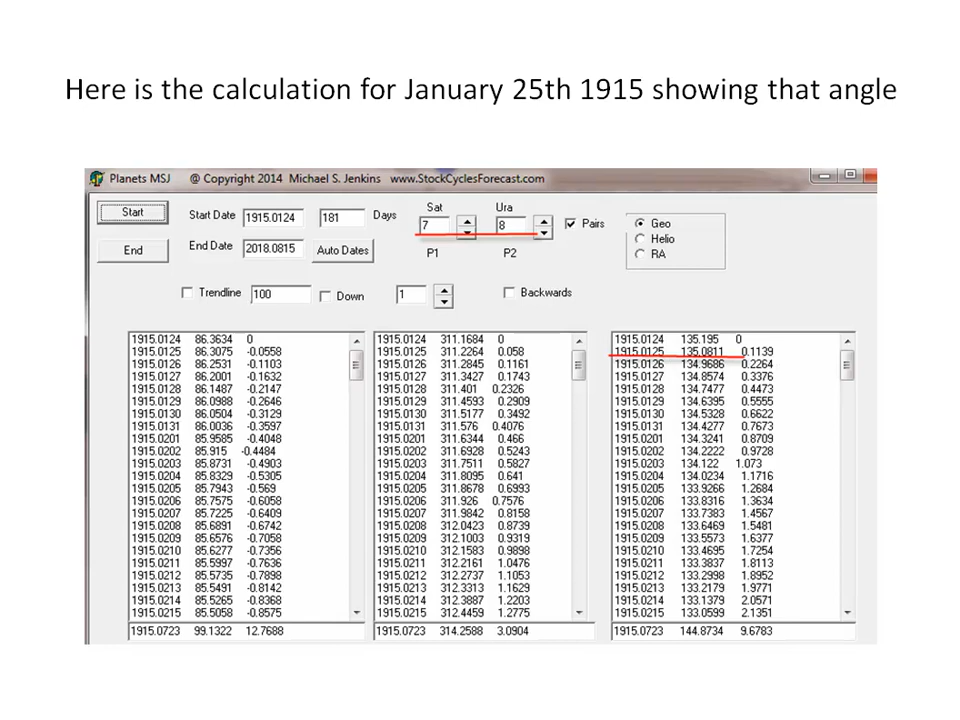 Here is the calculation for January 25th 1915 showing that angle
Planets MSJ @ Copyright 2014 Michael S. Jenkins www.StockCyclesForecast.com
Start Start Date 1915.0124 181 Days Sat 7 Ura 8 Pairs Geo
Helio
End End Date 2018.0815 Auto Dates P1 P2 RA
Trendline 100 Down 1 Backwards
1915.0124 86.3634 0 1915.0124 311.1684 0 1915.0124 135.195 0
1915.0125 86.3075 -0.0558 1915.0125 311.2264 0.058 1915.0125 135.0811 0.1139
1915.0126 86.2531 -0.1103 1915.0126 311.2845 0.1161 1915.0126 134.9686 0.2264
1915.0127 86.2001 -0.1632 1915.0127 311.3427 0.1743 1915.0127 134.8574 0.3376
1915.0128 86.1487 -0.2147 1915.0128 311.401 0.2326 1915.0128 134.7477 0.4473
1915.0129 86.0988 -0.2646 1915.0129 311.4593 0.2909 1915.0129 134.6395 0.5555
1915.0130 86.0504 -0.3129 1915.0130 311.5177 0.3492 1915.0130 134.5328 0.6622
1915.0131 86.0036 -0.3597 1915.0131 311.576 0.4076 1915.0131 134.4277 0.7673
1915.0201 85.9585 -0.4048 1915.0201 311.6344 0.466 1915.0201 134.3241 0.8709
1915.0202 85.915 -0.4484 1915.0202 311.6928 0.5243 1915.0202 134.2222 0.9728
1915.0203 85.8731 -0.4903 1915.0203 311.7511 0.5827 1915.0203 134.122 1.073
1915.0204 85.8329 -0.5305 1915.0204 311.8095 0.641 1915.0204 134.0234 1.1716
1915.0205 85.7943 -0.569 1915.0205 311.8678 0.6993 1915.0205 133.9266 1.2684
1915.0206 85.7575 -0.6058 1915.0206 311.926 0.7576 1915.0206 133.8316 1.3634
1915.0207 85.7225 -0.6409 1915.0207 311.9842 0.8158 1915.0207 133.7383 1.4567
1915.0208 85.6891 -0.6742 1915.0208 312.0423 0.8739 1915.0208 133.6469 1.5481
1915.0209 85.6576 -0.7058 1915.0209 312.1003 0.9319 1915.0209 133.5573 1.6377
1915.0210 85.6277 -0.7356 1915.0210 312.1583 0.9898 1915.0210 133.4695 1.7254
1915.0211 85.5997 -0.7636 1915.0211 312.2161 1.0476 1915.0211 133.3837 1.8113
1915.0212 85.5735 -0.7898 1915.0212 312.2737 1.1053 1915.0212 133.2998 1.8952
1915.0213 85.5491 -0.8142 1915.0213 312.3313 1.1629 1915.0213 133.2179 1.9771
1915.0214 85.5265 -0.8368 1915.0214 312.3887 1.2203 1915.0214 133.1379 2.0571
1915.0215 85.5058 -0.8575 1915.0215 312.4459 1.2775 1915.0215 133.0599 2.1351
1915.0723 99.1322 12.7688 1915.0723 314.2588 3.0904 1915.0723 144.8734 9.6783